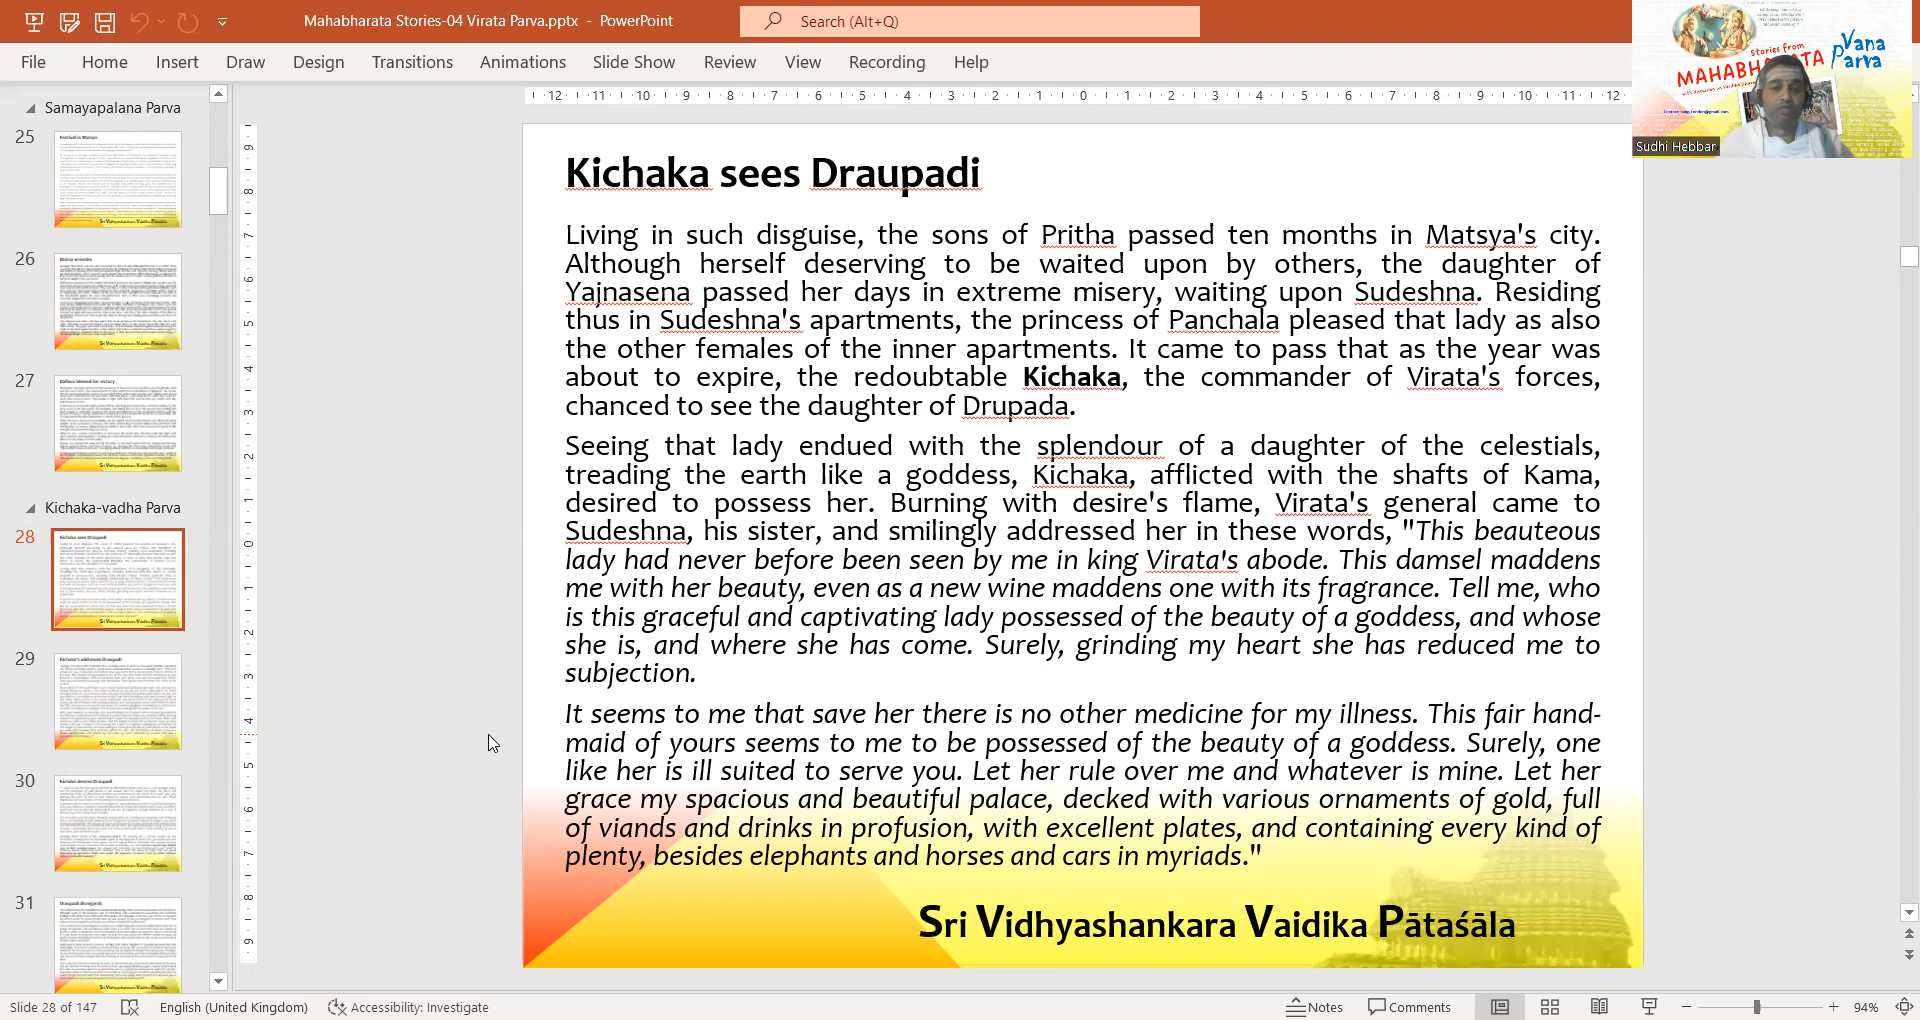 Mahabharata Stories-04 Virata Parva.pptx - PowerPoint
Search (Alt+Q)
File Home Insert Draw Design Transitions Animations Slide Show Review View Recording Help
Stories from
MAHABHARATA
Vana
Parva
Sudhi Hebbar
Samayapalana Parva
25
26
27
Kichaka-vadha Parva
28
29
30
31
Kichaka sees Draupadi
Living in such disguise, the sons of Pritha passed ten months in Matsya's city.
Although herself deserving to be waited upon by others, the daughter of
Yajnasena passed her days in extreme misery, waiting upon Sudeshna. Residing
thus in Sudeshna's apartments, the princess of Panchala pleased that lady as also
the other females of the inner apartments. It came to pass that as the year was
about to expire, the redoubtable Kichaka, the commander of Virata's forces,
chanced to see the daughter of Drupada.
Seeing that lady endued with the splendour of a daughter of the celestials,
treading the earth like a goddess, Kichaka, afflicted with the shafts of Kama,
desired to possess her. Burning with desire's flame, Virata's general came to
Sudeshna, his sister, and smilingly addressed her in these words, "This beauteous
lady had never before been seen by me in king Virata's abode. This damsel maddens
me with her beauty, even as a new wine maddens one with its fragrance. Tell me, who
is this graceful and captivating lady possessed of the beauty of a goddess, and whose
she is, and where she has come. Surely, grinding my heart she has reduced me to
subjection.
It seems to me that save her there is no other medicine for my illness. This fair hand-
maid of yours seems to me to be possessed of the beauty of a goddess. Surely, one
like her is ill suited to serve you. Let her rule over me and whatever is mine. Let her
grace my spacious and beautiful palace, decked with various ornaments of gold, full
of viands and drinks in profusion, with excellent plates, and containing every kind of
plenty, besides elephants and horses and cars in myriads."
Sri Vidhyashankara Vaidika Pātaśāla
Slide 28 of 147 English (United Kingdom) Accessibility: Investigate Notes Comments 94%